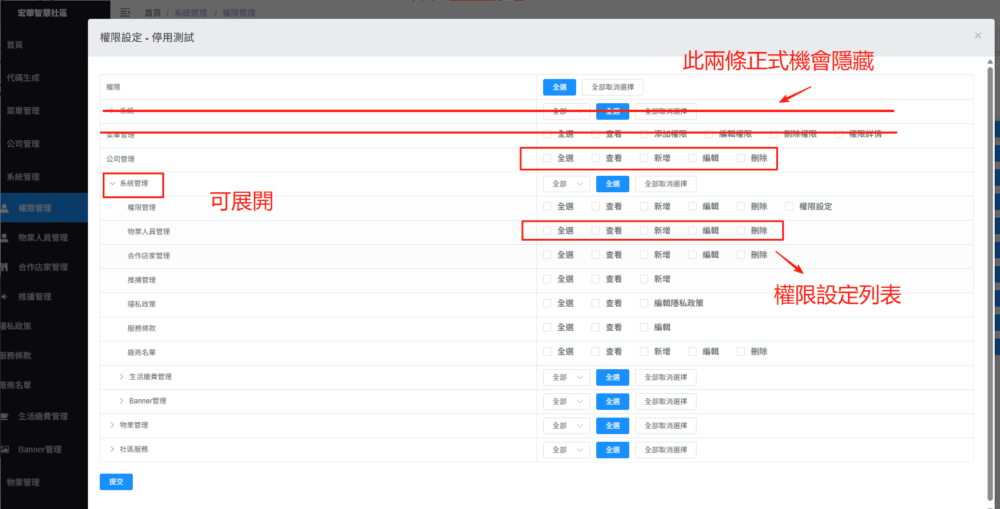 宏華智慧社區
首頁 / 系統管理 / 權限管理
首頁
代碼生成
菜單管理
公司管理
系統管理
權限管理
物業人員管理
合作店家管理
推播管理
隱私政策
服務條款
廠商名單
生活繳費管理
Banner管理
物業管理
權限設定 - 停用測試
此兩條正式機會隱藏
權限 全選 全部取消選擇
系統 全部 全選 全部取消選擇
菜單管理 全選 查看 添加權限 編輯權限 刪除權限 權限詳情
公司管理 全選 查看 新增 編輯 刪除
系統管理 全部 全選 全部取消選擇
可展開
權限管理 全選 查看 新增 編輯 刪除 權限設定
物業人員管理 全選 查看 新增 編輯 刪除
合作店家管理 全選 查看 新增 編輯 刪除
推播管理 全選 查看 新增
權限設定列表
隱私政策 全選 查看 編輯隱私政策
服務條款 全選 查看 編輯
廠商名單 全選 查看 新增 編輯 刪除
生活繳費管理 全部 全選 全部取消選擇
Banner管理 全部 全選 全部取消選擇
物業管理 全部 全選 全部取消選擇
社區服務 全部 全選 全部取消選擇
提交